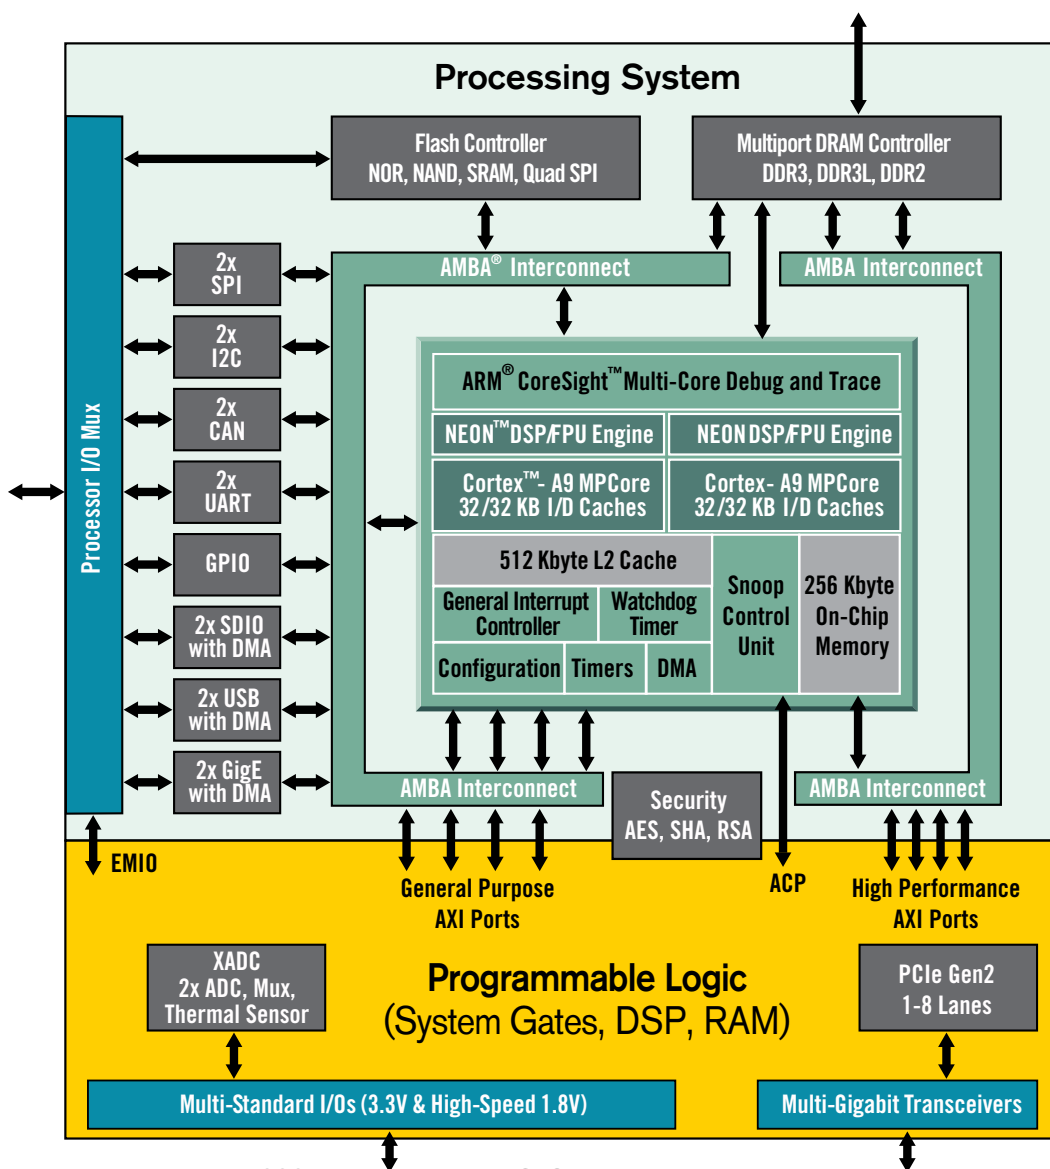 Processing System
Flash Controller
NOR, NAND, SRAM, Quad SPI
Multiport DRAM Controller
DDR3, DDR3L, DDR2
AMBA® Interconnect
AMBA Interconnect
Processor I/O Mux
2x
SPI
2x
I2C
2x
CAN
2x
UART
GPIO
2x SDIO
with DMA
2x USB
with DMA
2x GigE
with DMA
ARM® CoreSight™ Multi-Core Debug and Trace
NEON™ DSP/FPU Engine
NEON DSP/FPU Engine
Cortex™- A9 MPCore
32/32 KB I/D Caches
Cortex- A9 MPCore
32/32 KB I/D Caches
512 Kbyte L2 Cache
General Interrupt
Controller
Watchdog
Timer
Configuration
Timers
DMA
Snoop
Control
Unit
256 Kbyte
On-Chip
Memory
AMBA Interconnect
Security
AES, SHA, RSA
AMBA Interconnect
EMIO
General Purpose
AXI Ports
ACP
High Performance
AXI Ports
XADC
2x ADC, Mux,
Thermal Sensor
Programmable Logic
(System Gates, DSP, RAM)
PCIe Gen2
1-8 Lanes
Multi-Standard I/Os (3.3V & High-Speed 1.8V)
Multi-Gigabit Transceivers